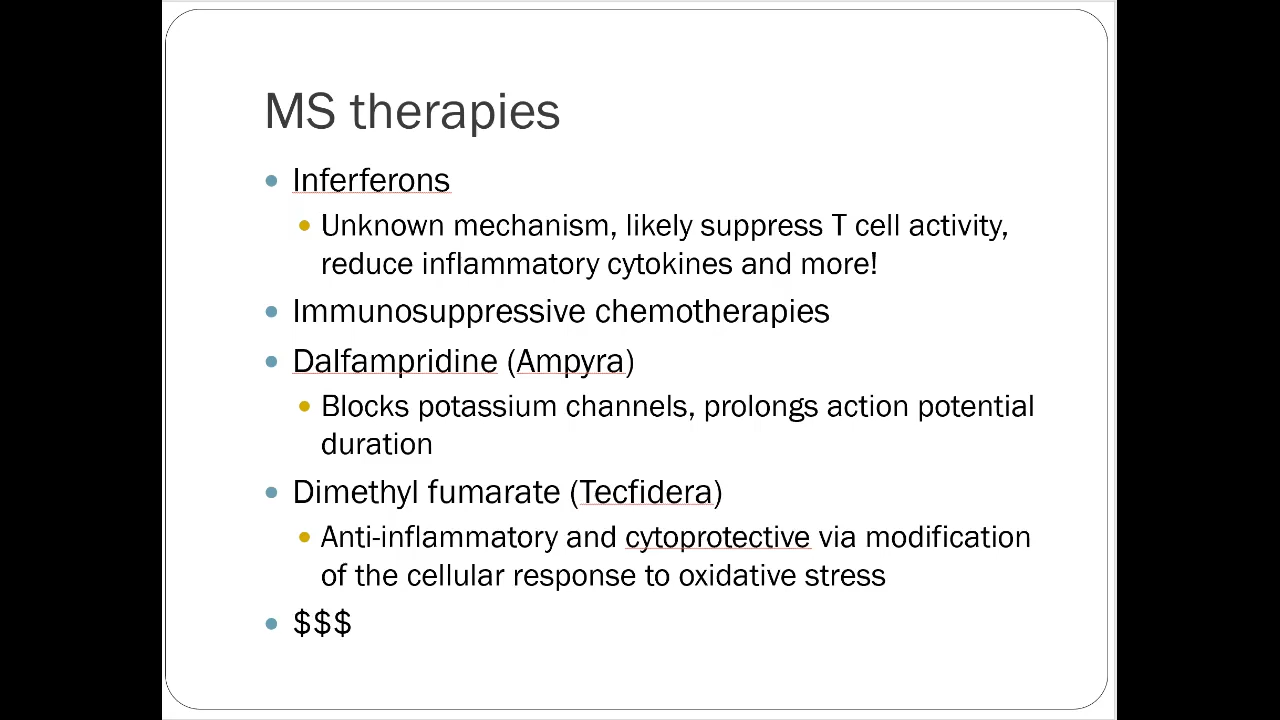 MS therapies
Inferferons
Unknown mechanism, likely suppress T cell activity,
reduce inflammatory cytokines and more!
Immunosuppressive chemotherapies
Dalfampridine (Ampyra)
Blocks potassium channels, prolongs action potential
duration
Dimethyl fumarate (Tecfidera)
Anti-inflammatory and cytoprotective via modification
of the cellular response to oxidative stress
$$$